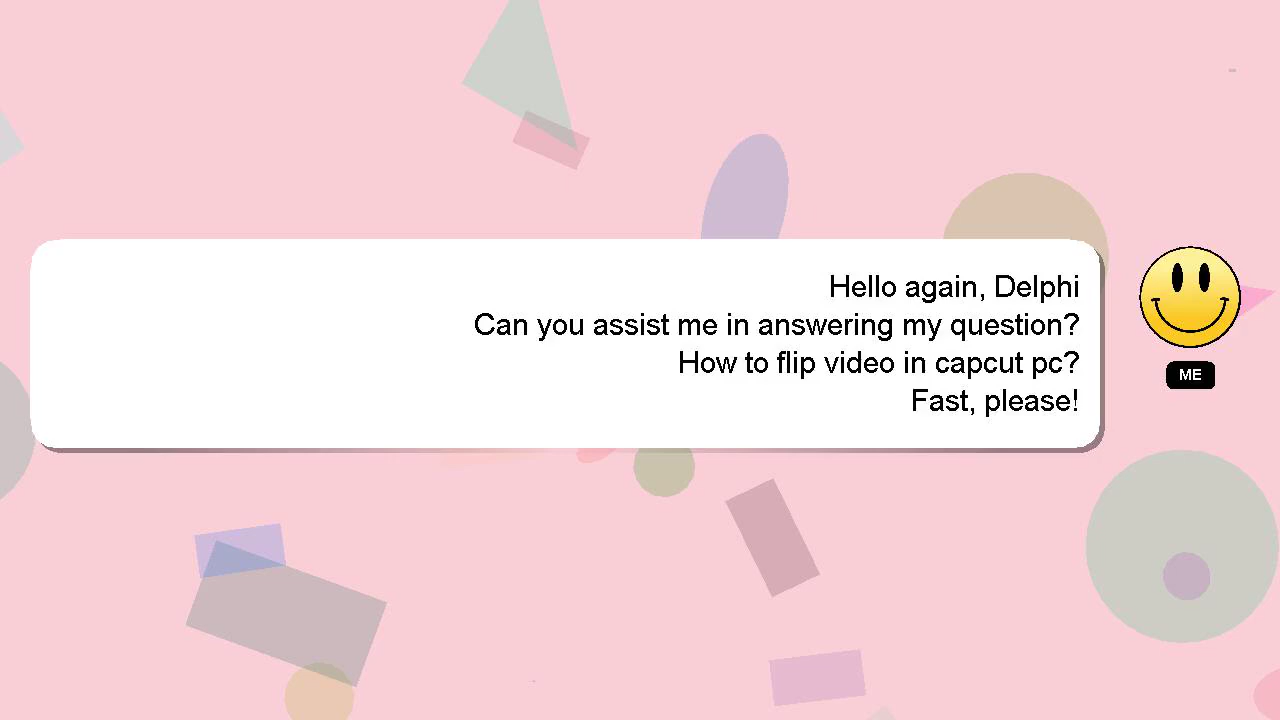 Hello again, Delphi
Can you assist me in answering my question?
How to flip video in capcut pc?
Fast, please!
ME